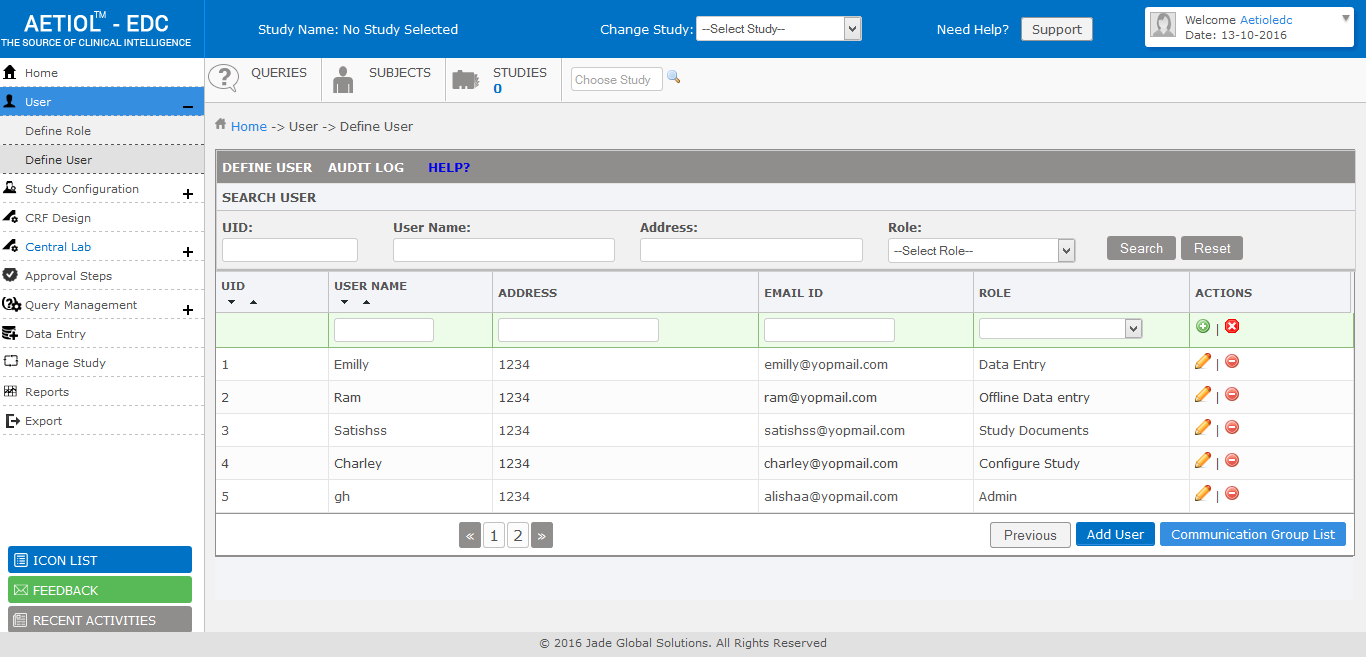 AETIOL™ - EDC
THE SOURCE OF CLINICAL INTELLIGENCE
Study Name: No Study Selected
Change Study: --Select Study--
Need Help? Support
Welcome Aetioledc
Date: 13-10-2016
Home
User
Define Role
Define User
Study Configuration
CRF Design
Central Lab
Approval Steps
Query Management
Data Entry
Manage Study
Reports
Export
ICON LIST
FEEDBACK
RECENT ACTIVITIES
QUERIES
SUBJECTS
STUDIES
0
Choose Study
Home -> User -> Define User
DEFINE USER AUDIT LOG HELP?
SEARCH USER
UID: User Name: Address: Role:
--Select Role-- Search Reset
UID USER NAME ADDRESS EMAIL ID ROLE ACTIONS
|
1 Emilly 1234 emilly@yopmail.com Data Entry |
2 Ram 1234 ram@yopmail.com Offline Data entry |
3 Satishss 1234 satishss@yopmail.com Study Documents |
4 Charley 1234 charley@yopmail.com Configure Study |
5 gh 1234 alishaa@yopmail.com Admin |
« 1 2 » Previous Add User Communication Group List
© 2016 Jade Global Solutions. All Rights Reserved